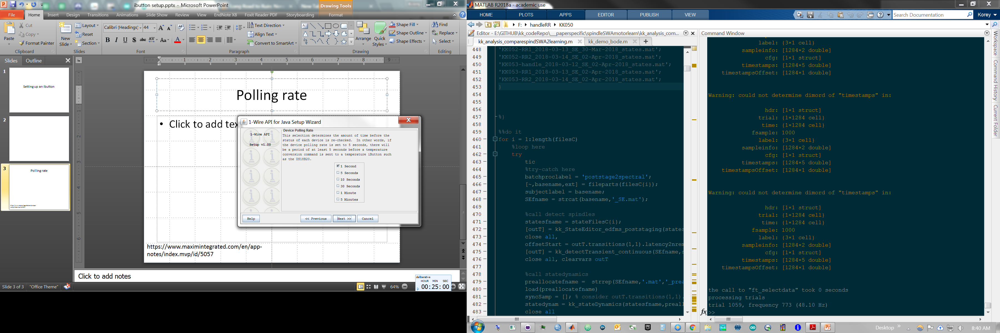 ibutton setup.pptx - Microsoft PowerPoint
Drawing Tools
File Home Insert Design Transitions Animations Slide Show Review View EndNote X8 Foxit Reader PDF Storyboarding Format
Paste
Cut
Copy
Format Painter
Clipboard
New Slide
Layout
Reset
Section
Slides
Calibri (Headings) 44
B I U S abc AV Aa A
Font
Text Direction
Align Text
Convert to SmartArt
Paragraph
Arrange
Quick Styles
Shape Fill
Shape Outline
Shape Effects
Drawing
Find
Replace
Select
Editing
Slides Outline
1
Setting up an ibutton
2
3
Polling rate
Polling rate
• Click to add tex
https://www.maximintegrated.com/en/app-
notes/index.mvp/id/5057
1-Wire API for Java Setup Wizard
1-Wire API
Setup v1.00
Device Polling Rate
This selection determines the amount of time before the
status of each device is re-checked. In other words, if
the device polling rate is set to 5 seconds, there will
be a period of at least 5 seconds before a temperature
conversion command is sent to a temperature iButton such
as the DS18B20.
1 Second
5 Seconds
10 Seconds
30 Seconds
1 Minute
5 Minutes
Help << Previous Next >> Cancel
Click to add notes
deliberative
HOUR MIN SEC
00:25:00
Slide 3 of 3 "Office Theme" 64%
MATLAB R2018a - academic use
HOME PLOTS APPS EDITOR PUBLISH VIEW
Search Documentation
Korey
F: handleRR KK050
Editor - E:\GITHUB\kk_codeRepo\___paperspecific\spindleSWAmotorlearn\kk_analysis_com...
kk_analysis_comparespindSWA2learning.m kk_demo_bode.m +
448 'KK052-RR1_2018-03-13_SE_30-Mar-2018_states.mat';
449 'KK052-RR2_2018-03-14_SE_02-Apr-2018_states.mat';
450 'KK053-handle_2018-03-12_SE_02-Apr-2018_states.mat';
451 'KK053-RR1_2018-03-13_SE_02-Apr-2018_states.mat';
452 'KK053-RR2_2018-03-14_SE_02-Apr-2018_states.mat';
453 }
454
455
456
457 %}
458
459 %%do it
460 for i = 1:length(filesC)
461 %loop here
462 try
463 tic
464 %try-catch here
465 batchproclabel = 'poststage2spectral';
466 [~,basename,ext] = fileparts(filesC{i});
467 subjectlabel = basename;
468 SEfname = strcat(basename,'_SE.mat');
469
470 %call detect spindles
471 statesfname = stateFilesC{i};
472 [outT] = kk_StateEditor_edfms_poststaging(states
473 close all,
474 offsetStart = outT.transitions(1,1).latency2nrem
475 [outT] = kk_detectTransient_continuous(SEfname,s
476 close all, clearvars outT
477
478 %call statedynamics
479 preallocatefname = strrep(SEfname,'.mat','_prea
480 load(preallocatefname)
481 syncSamp = []; % consider outT.transitions(1,1).
482 statedynam = kk_stateDynamics(statesfname,preall
483 close all
Command Window
label: {3×1 cell}
sampleinfo: [1284×2 double]
cfg: [1×1 struct]
timestamps: [1284×5 double]
timestampsOffset: [1284×1 double]
Warning: could not determine dimord of "timestamps" in:
hdr: [1×1 struct]
trial: {1×1284 cell}
time: {1×1284 cell}
fsample: 1000
label: {3×1 cell}
sampleinfo: [1284×2 double]
cfg: [1×1 struct]
timestamps: [1284×5 double]
timestampsOffset: [1284×1 double]
Warning: could not determine dimord of "timestamps" in:
hdr: [1×1 struct]
trial: {1×1284 cell}
time: {1×1284 cell}
fsample: 1000
label: {3×1 cell}
sampleinfo: [1284×2 double]
cfg: [1×1 struct]
timestamps: [1284×5 double]
timestampsOffset: [1284×1 double]
the call to "ft_selectdata" took 0 seconds
processing trials
trial 1059, frequency 773 (48.10 Hz)
fx >>
Workspace
Command History
Current Folder
Desktop
8:40 AM